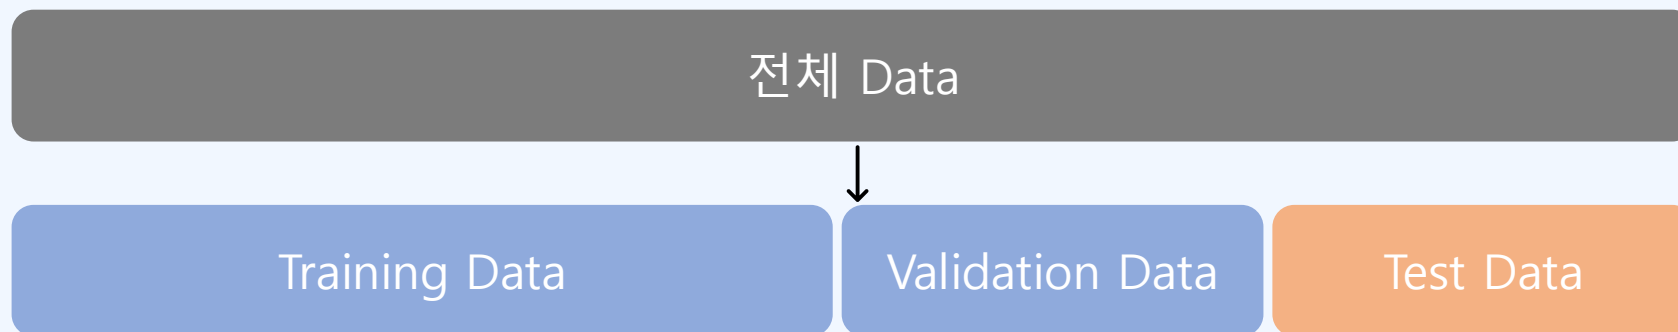 전체 Data
Training Data
Validation Data
Test Data